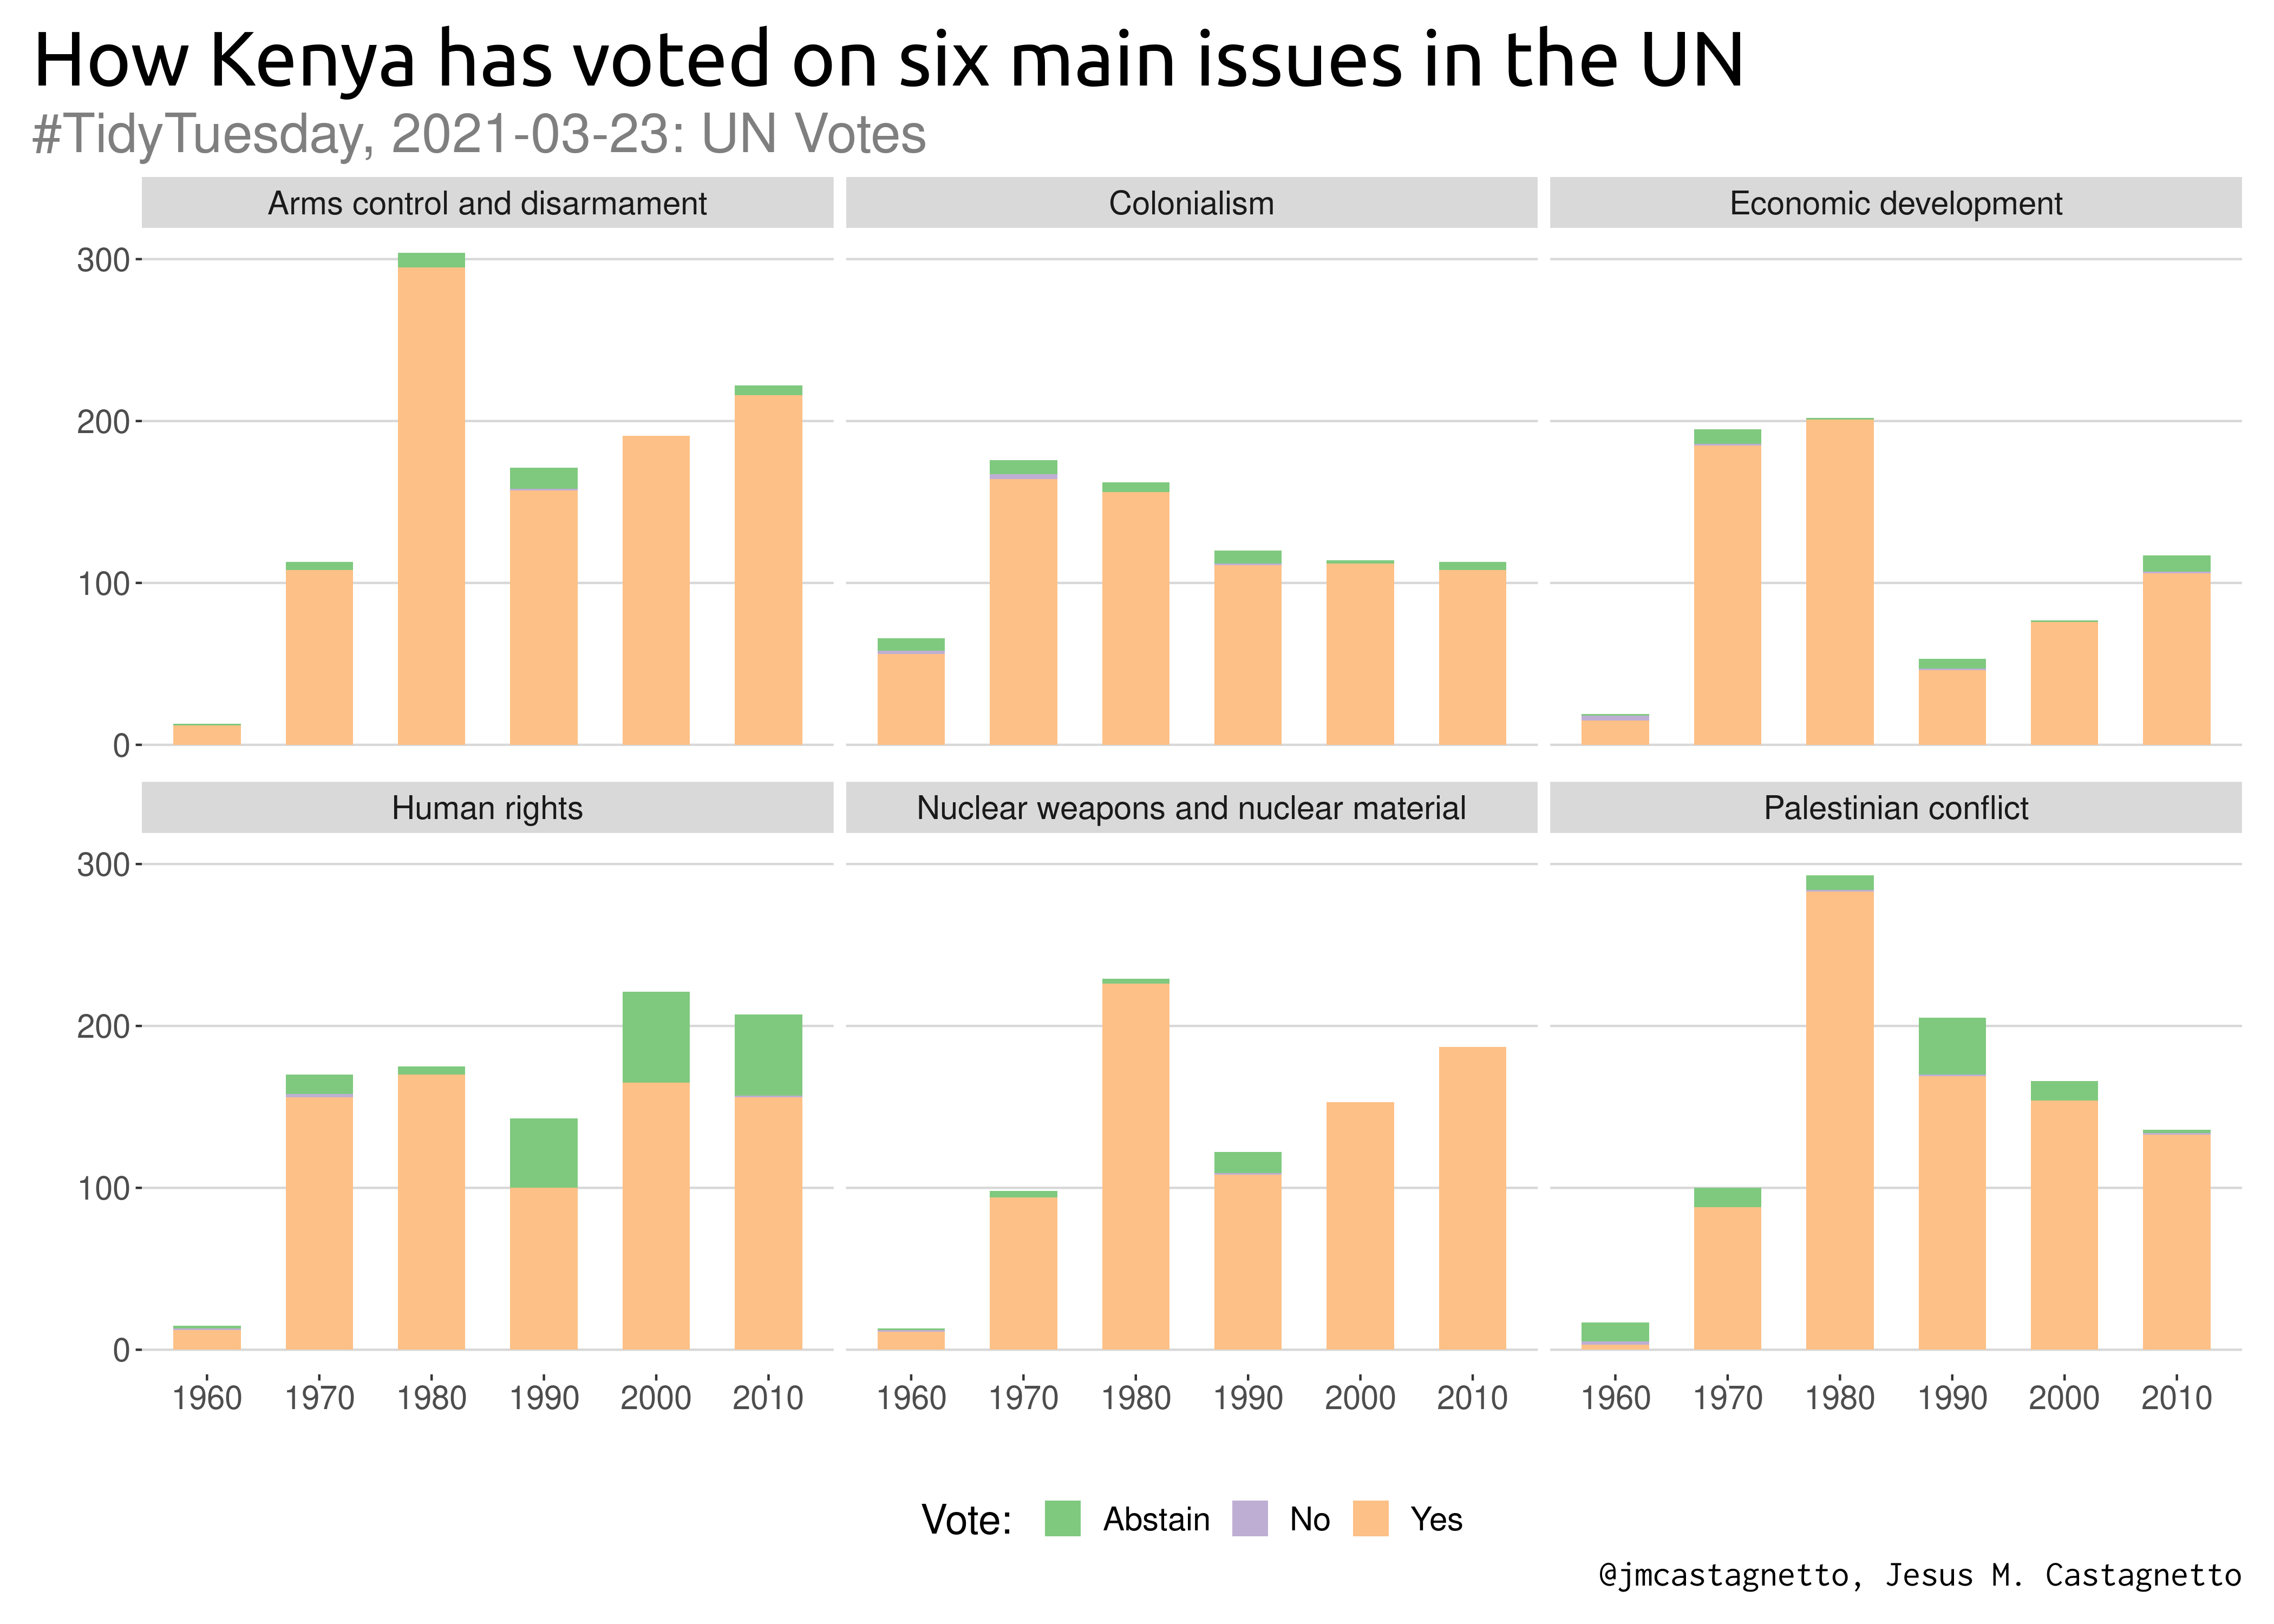 How Kenya has voted on six main issues in the UN
#TidyTuesday, 2021-03-23: UN Votes
Arms control and disarmament
Colonialism
Economic development
300
200
100
0
Human rights
Nuclear weapons and nuclear material
Palestinian conflict
300
200
100
0
1960 1970 1980 1990 2000 2010
1960 1970 1980 1990 2000 2010
1960 1970 1980 1990 2000 2010
Vote: Abstain No Yes
@jmcastagnetto, Jesus M. Castagnetto